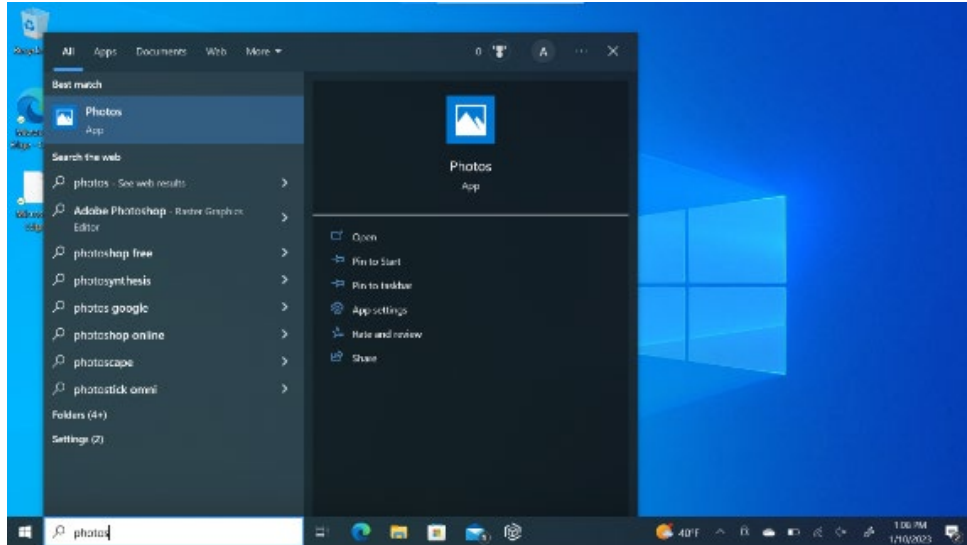 All Apps Documents Web More
0 A ... 
Best match
Photos
App
Search the web
photos - See web results
Adobe Photoshop - Raster Graphics
Editor
photoshop free
photosynthesis
photos google
photoshop online
photoscape
photostick omni
Folders (4+)
Settings (2)
Photos
App
Open
Pin to Start
Pin to taskbar
App settings
Rate and review
Share
photos
40°F
1:06 PM
1/10/2023